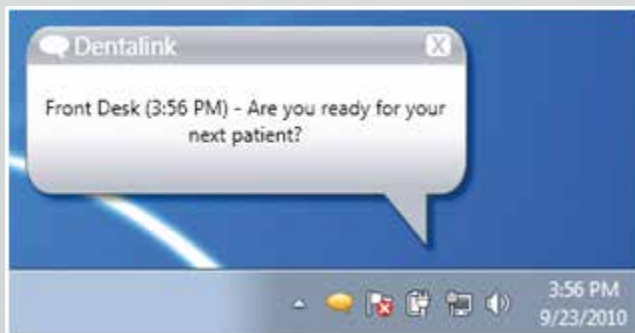 Dentalink
X
Front Desk (3:56 PM) - Are you ready for your
next patient?
3:56 PM
9/23/2010